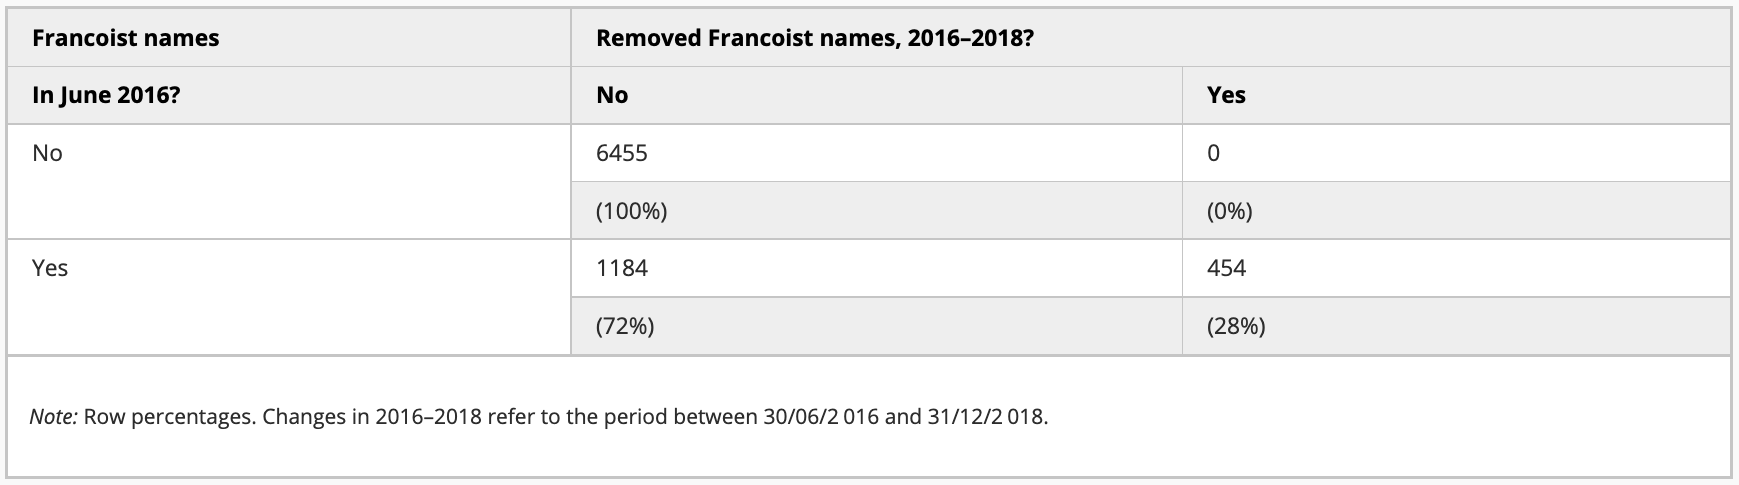 Francoist names Removed Francoist names, 2016–2018?
In June 2016? No Yes
No 6455 0
(100%) (0%)
Yes 1184 454
(72%) (28%)
Note: Row percentages. Changes in 2016–2018 refer to the period between 30/06/2 016 and 31/12/2 018.